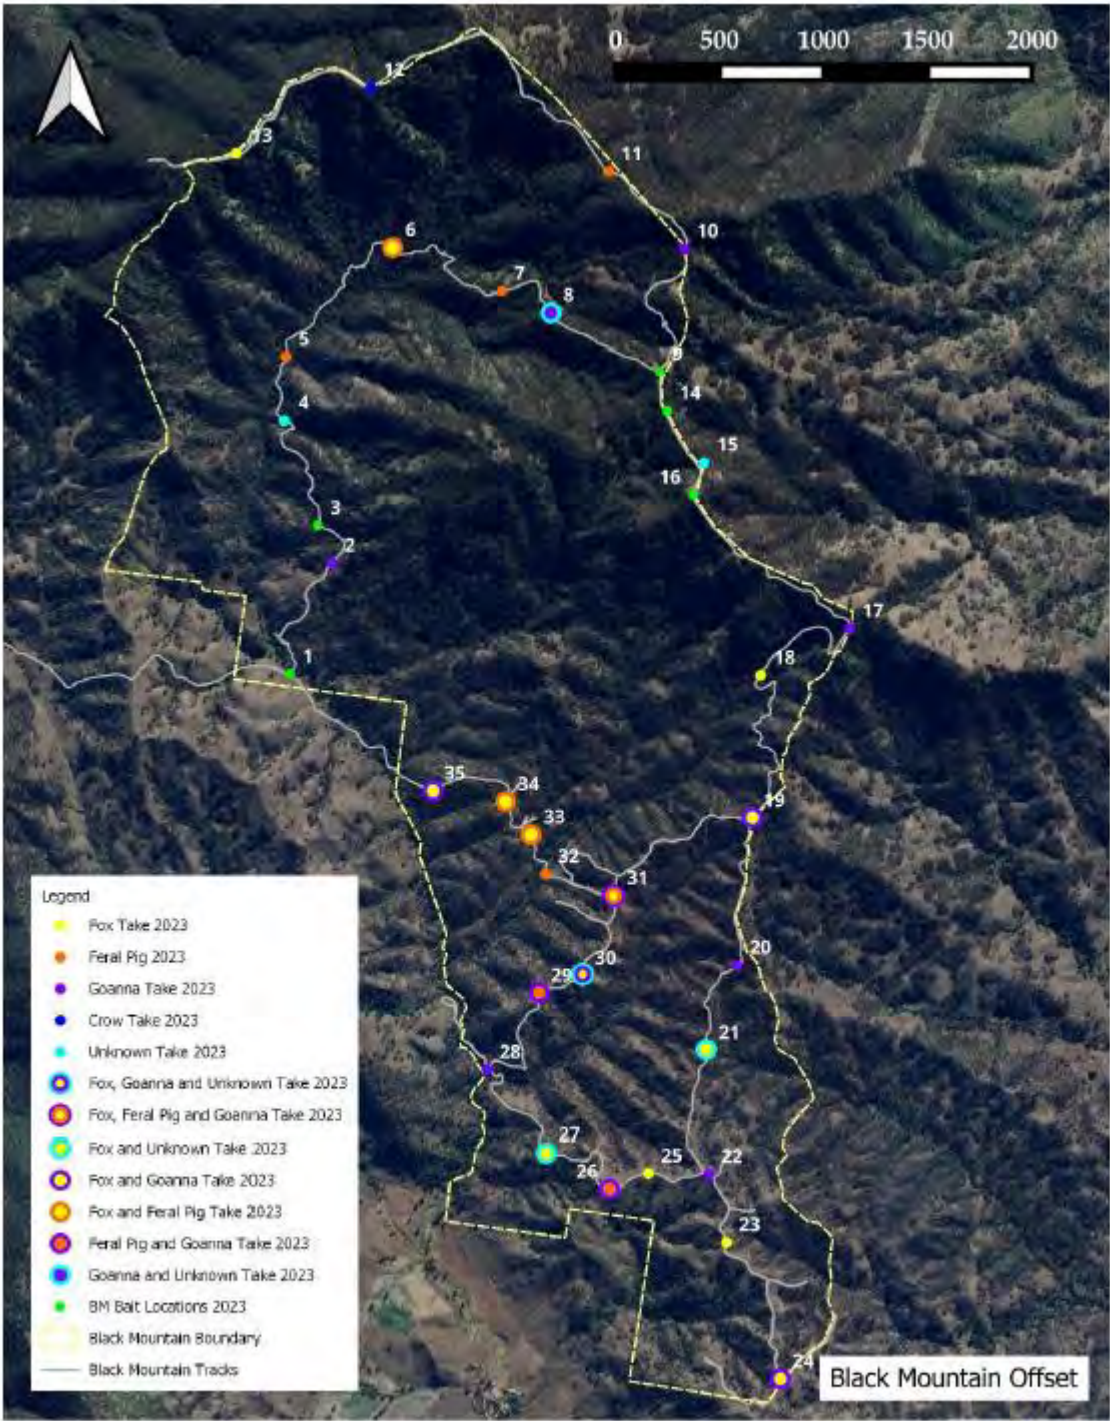 0 500 1000 1500 2000
12
13
11
10
6
7
8
5
9
4
14
15
16
3
2
17
1
18
35
34
19
33
32
31
20
30
29
21
28
27
25
22
26
23
24
Legend
Fox Take 2023
Feral Pig 2023
Goanna Take 2023
Crow Take 2023
Unknown Take 2023
Fox, Goanna and Unknown Take 2023
Fox, Feral Pig and Goanna Take 2023
Fox and Unknown Take 2023
Fox and Goanna Take 2023
Fox and Feral Pig Take 2023
Feral Pig and Goanna Take 2023
Goanna and Unknown Take 2023
BM Bait Locations 2023
Black Mountain Boundary
Black Mountain Tracks
Black Mountain Offset